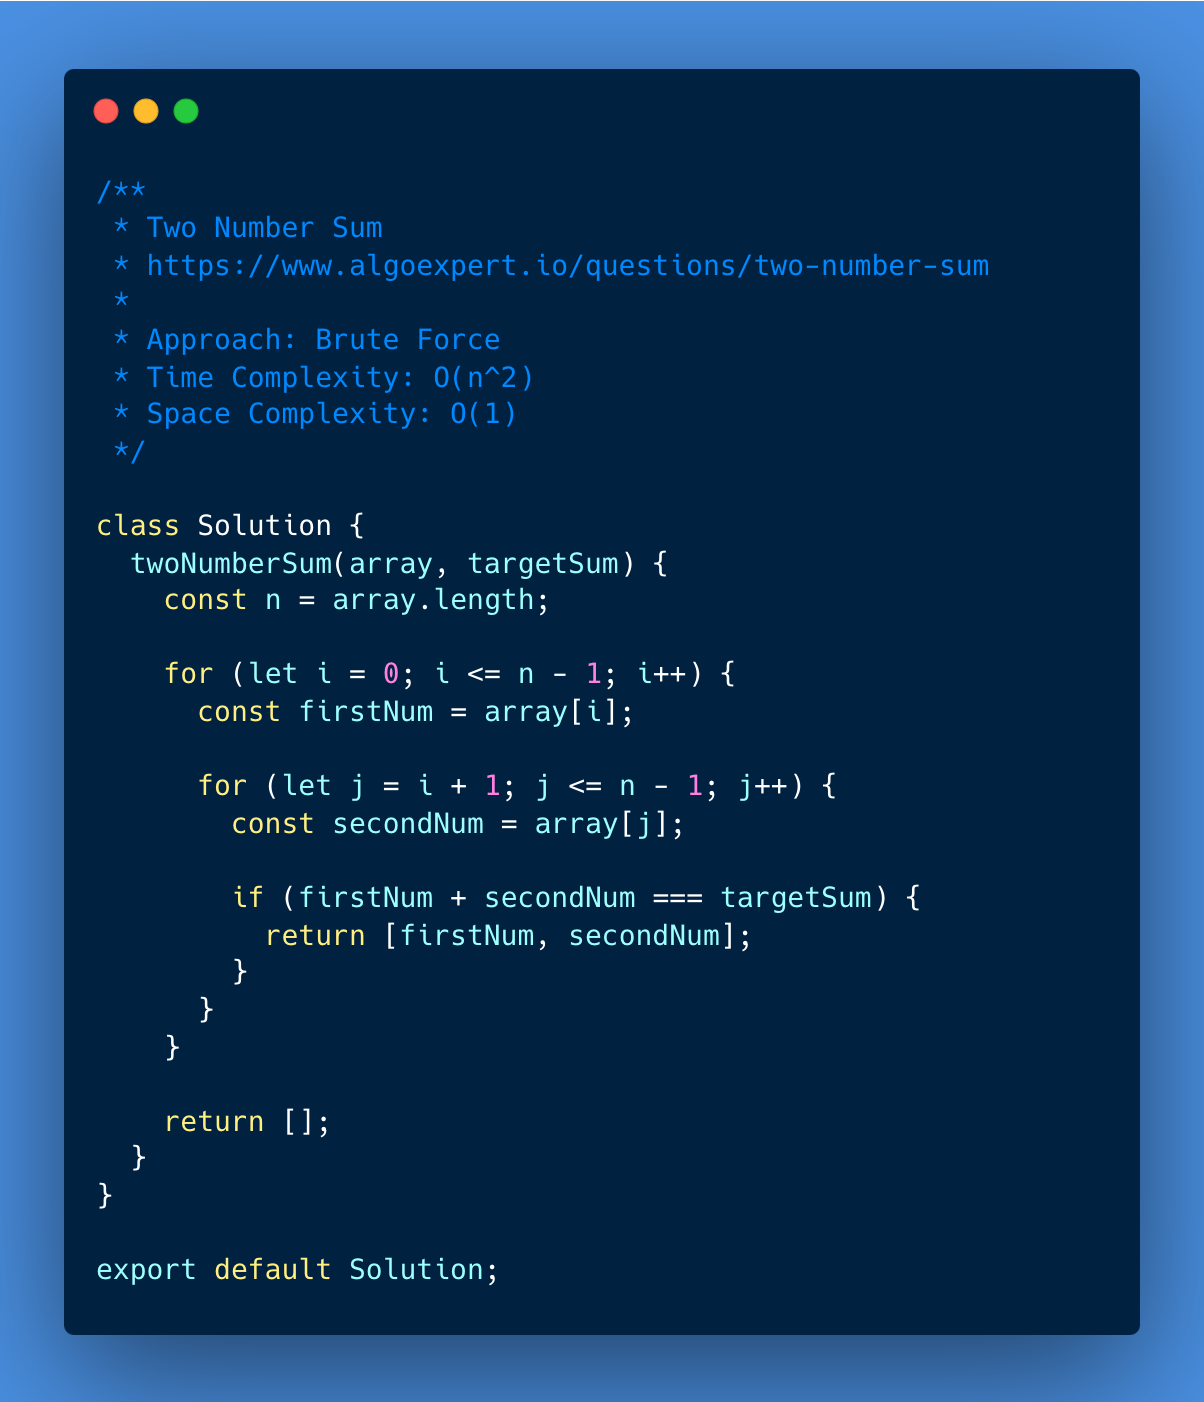 /**
 * Two Number Sum
 * https://www.algoexpert.io/questions/two-number-sum
 *
 * Approach: Brute Force
 * Time Complexity: O(n^2)
 * Space Complexity: O(1)
 */

class Solution {
  twoNumberSum(array, targetSum) {
    const n = array.length;

    for (let i = 0; i <= n - 1; i++) {
      const firstNum = array[i];

      for (let j = i + 1; j <= n - 1; j++) {
        const secondNum = array[j];

        if (firstNum + secondNum === targetSum) {
          return [firstNum, secondNum];
        }
      }
    }

    return [];
  }
}

export default Solution;